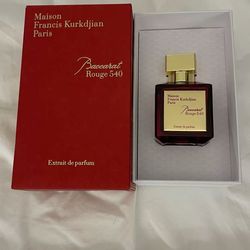 Maison
Francis Kurkdjian
Paris
Baccarat
Rouge 540
Extrait de parfum
Maison
Francis Kurkdjian
Paris
Baccarat
Rouge 540
Extrait de parfum